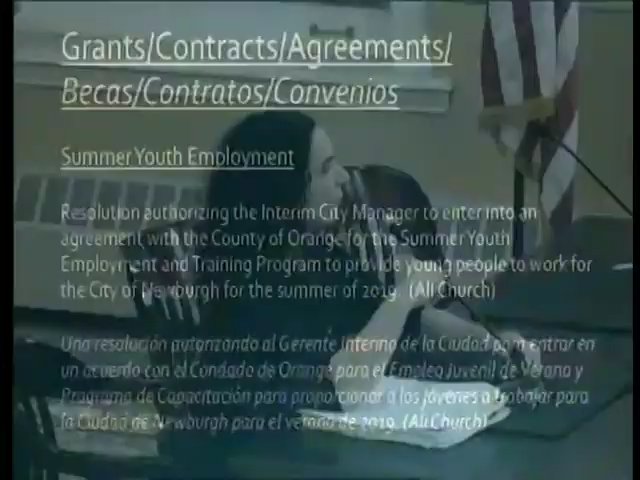 Grants/Contracts/Agreements/
Becas/Contratos/Convenios
Summer Youth Employment
Resolution authorizing the Interim City Manager to enter into an
agreement with the County of Orange for the Summer Youth
Employment and Training Program to provide young people to work for
the City of Newburgh for the summer of 2019. (Ali Church)
Una resolución autorizando al Gerente Interino de la Ciudad para entrar en
un acuerdo con el Condado de Orange para el Empleo Juvenil de Verano y
Programa de Capacitación para proporcionar a los jóvenes a trabajar para
la Ciudad de Newburgh para el verano de 2019. (Ali Church)